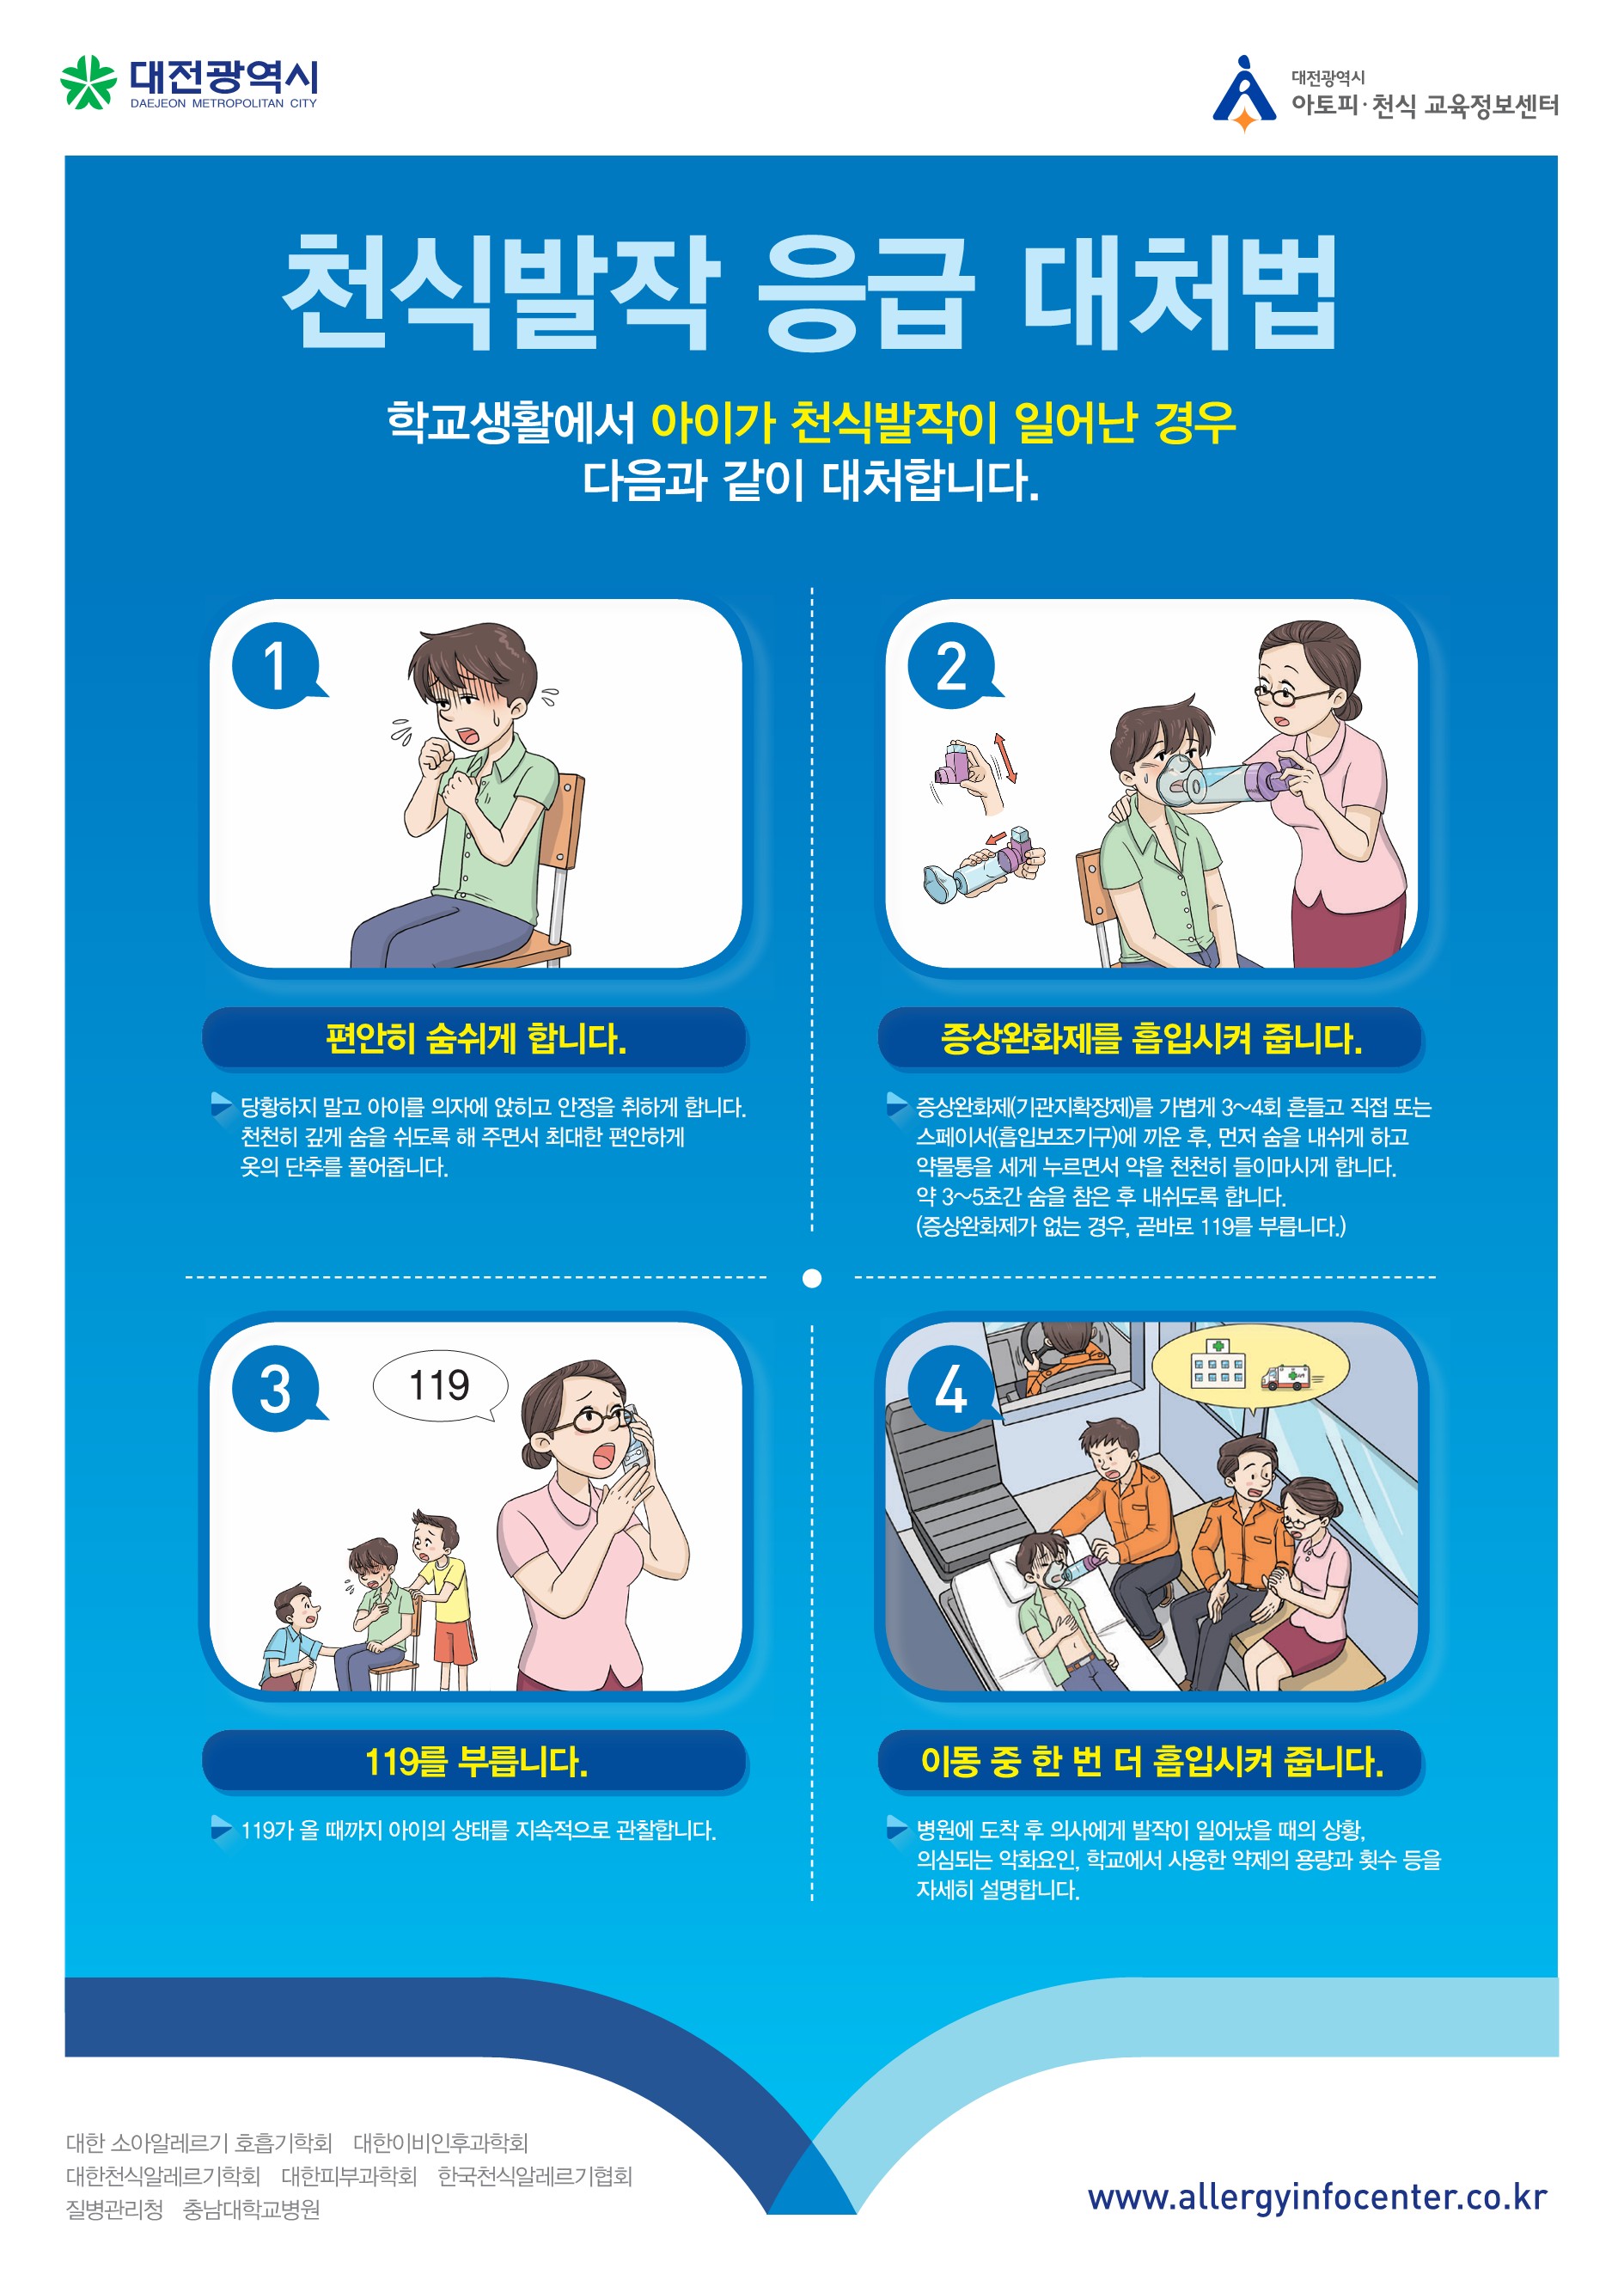 대전광역시
DAEJEON METROPOLITAN CITY
대전광역시
아토피·천식 교육정보센터
천식발작 응급 대처법
학교생활에서 아이가 천식발작이 일어난 경우
다음과 같이 대처합니다.
1
편안히 숨쉬게 합니다.
당황하지 말고 아이를 의자에 앉히고 안정을 취하게 합니다.
천천히 깊게 숨을 쉬도록 해 주면서 최대한 편안하게
옷의 단추를 풀어줍니다.
2
증상완화제를 흡입시켜 줍니다.
증상완화제(기관지확장제)를 가볍게 3~4회 흔들고 직접 또는
스페이서(흡입보조기구)에 끼운 후, 먼저 숨을 내쉬게 하고
약물통을 세게 누르면서 약을 천천히 들이마시게 합니다.
약 3~5초간 숨을 참은 후 내쉬도록 합니다.
(증상완화제가 없는 경우, 곧바로 119를 부릅니다.)
3
119
119를 부릅니다.
119가 올 때까지 아이의 상태를 지속적으로 관찰합니다.
4
이동 중 한 번 더 흡입시켜 줍니다.
병원에 도착 후 의사에게 발작이 일어났을 때의 상황,
의심되는 악화요인, 학교에서 사용한 약제의 용량과 횟수 등을
자세히 설명합니다.
대한 소아알레르기 호흡기학회 대한이비인후과학회
대한천식알레르기학회 대한피부과학회 한국천식알레르기협회
질병관리청 충남대학교병원
www.allergyinfocenter.co.kr